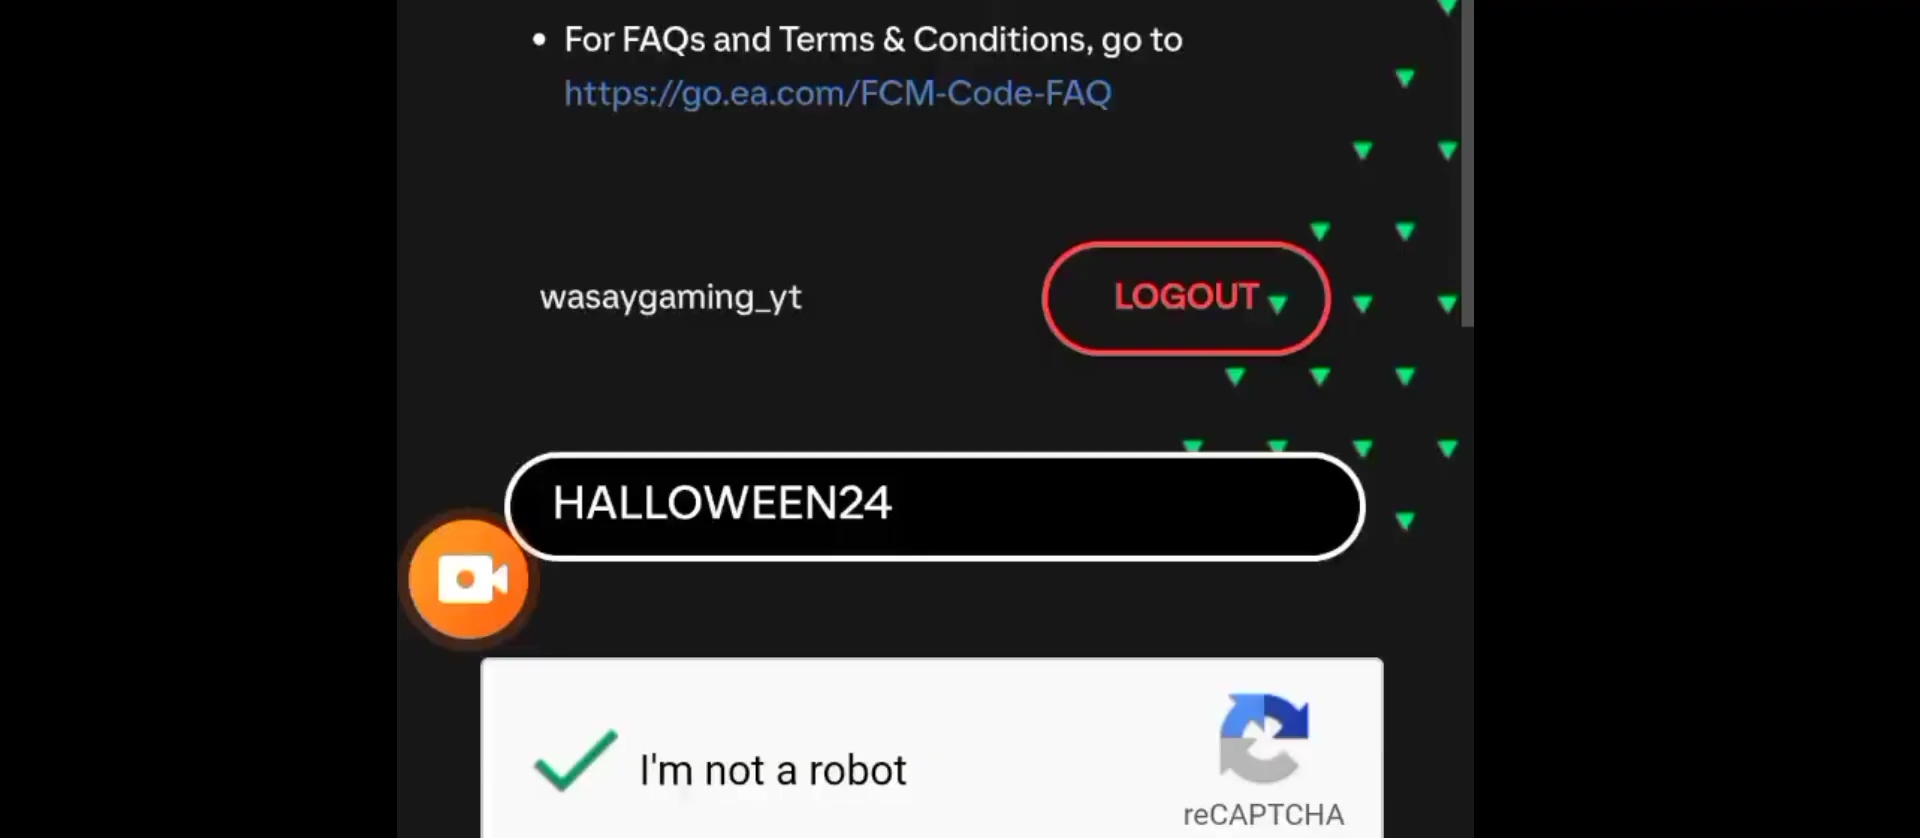 • For FAQs and Terms & Conditions, go to
https://go.ea.com/FCM-Code-FAQ
wasaygaming_yt
LOGOUT
HALLOWEEN24
I'm not a robot
reCAPTCHA